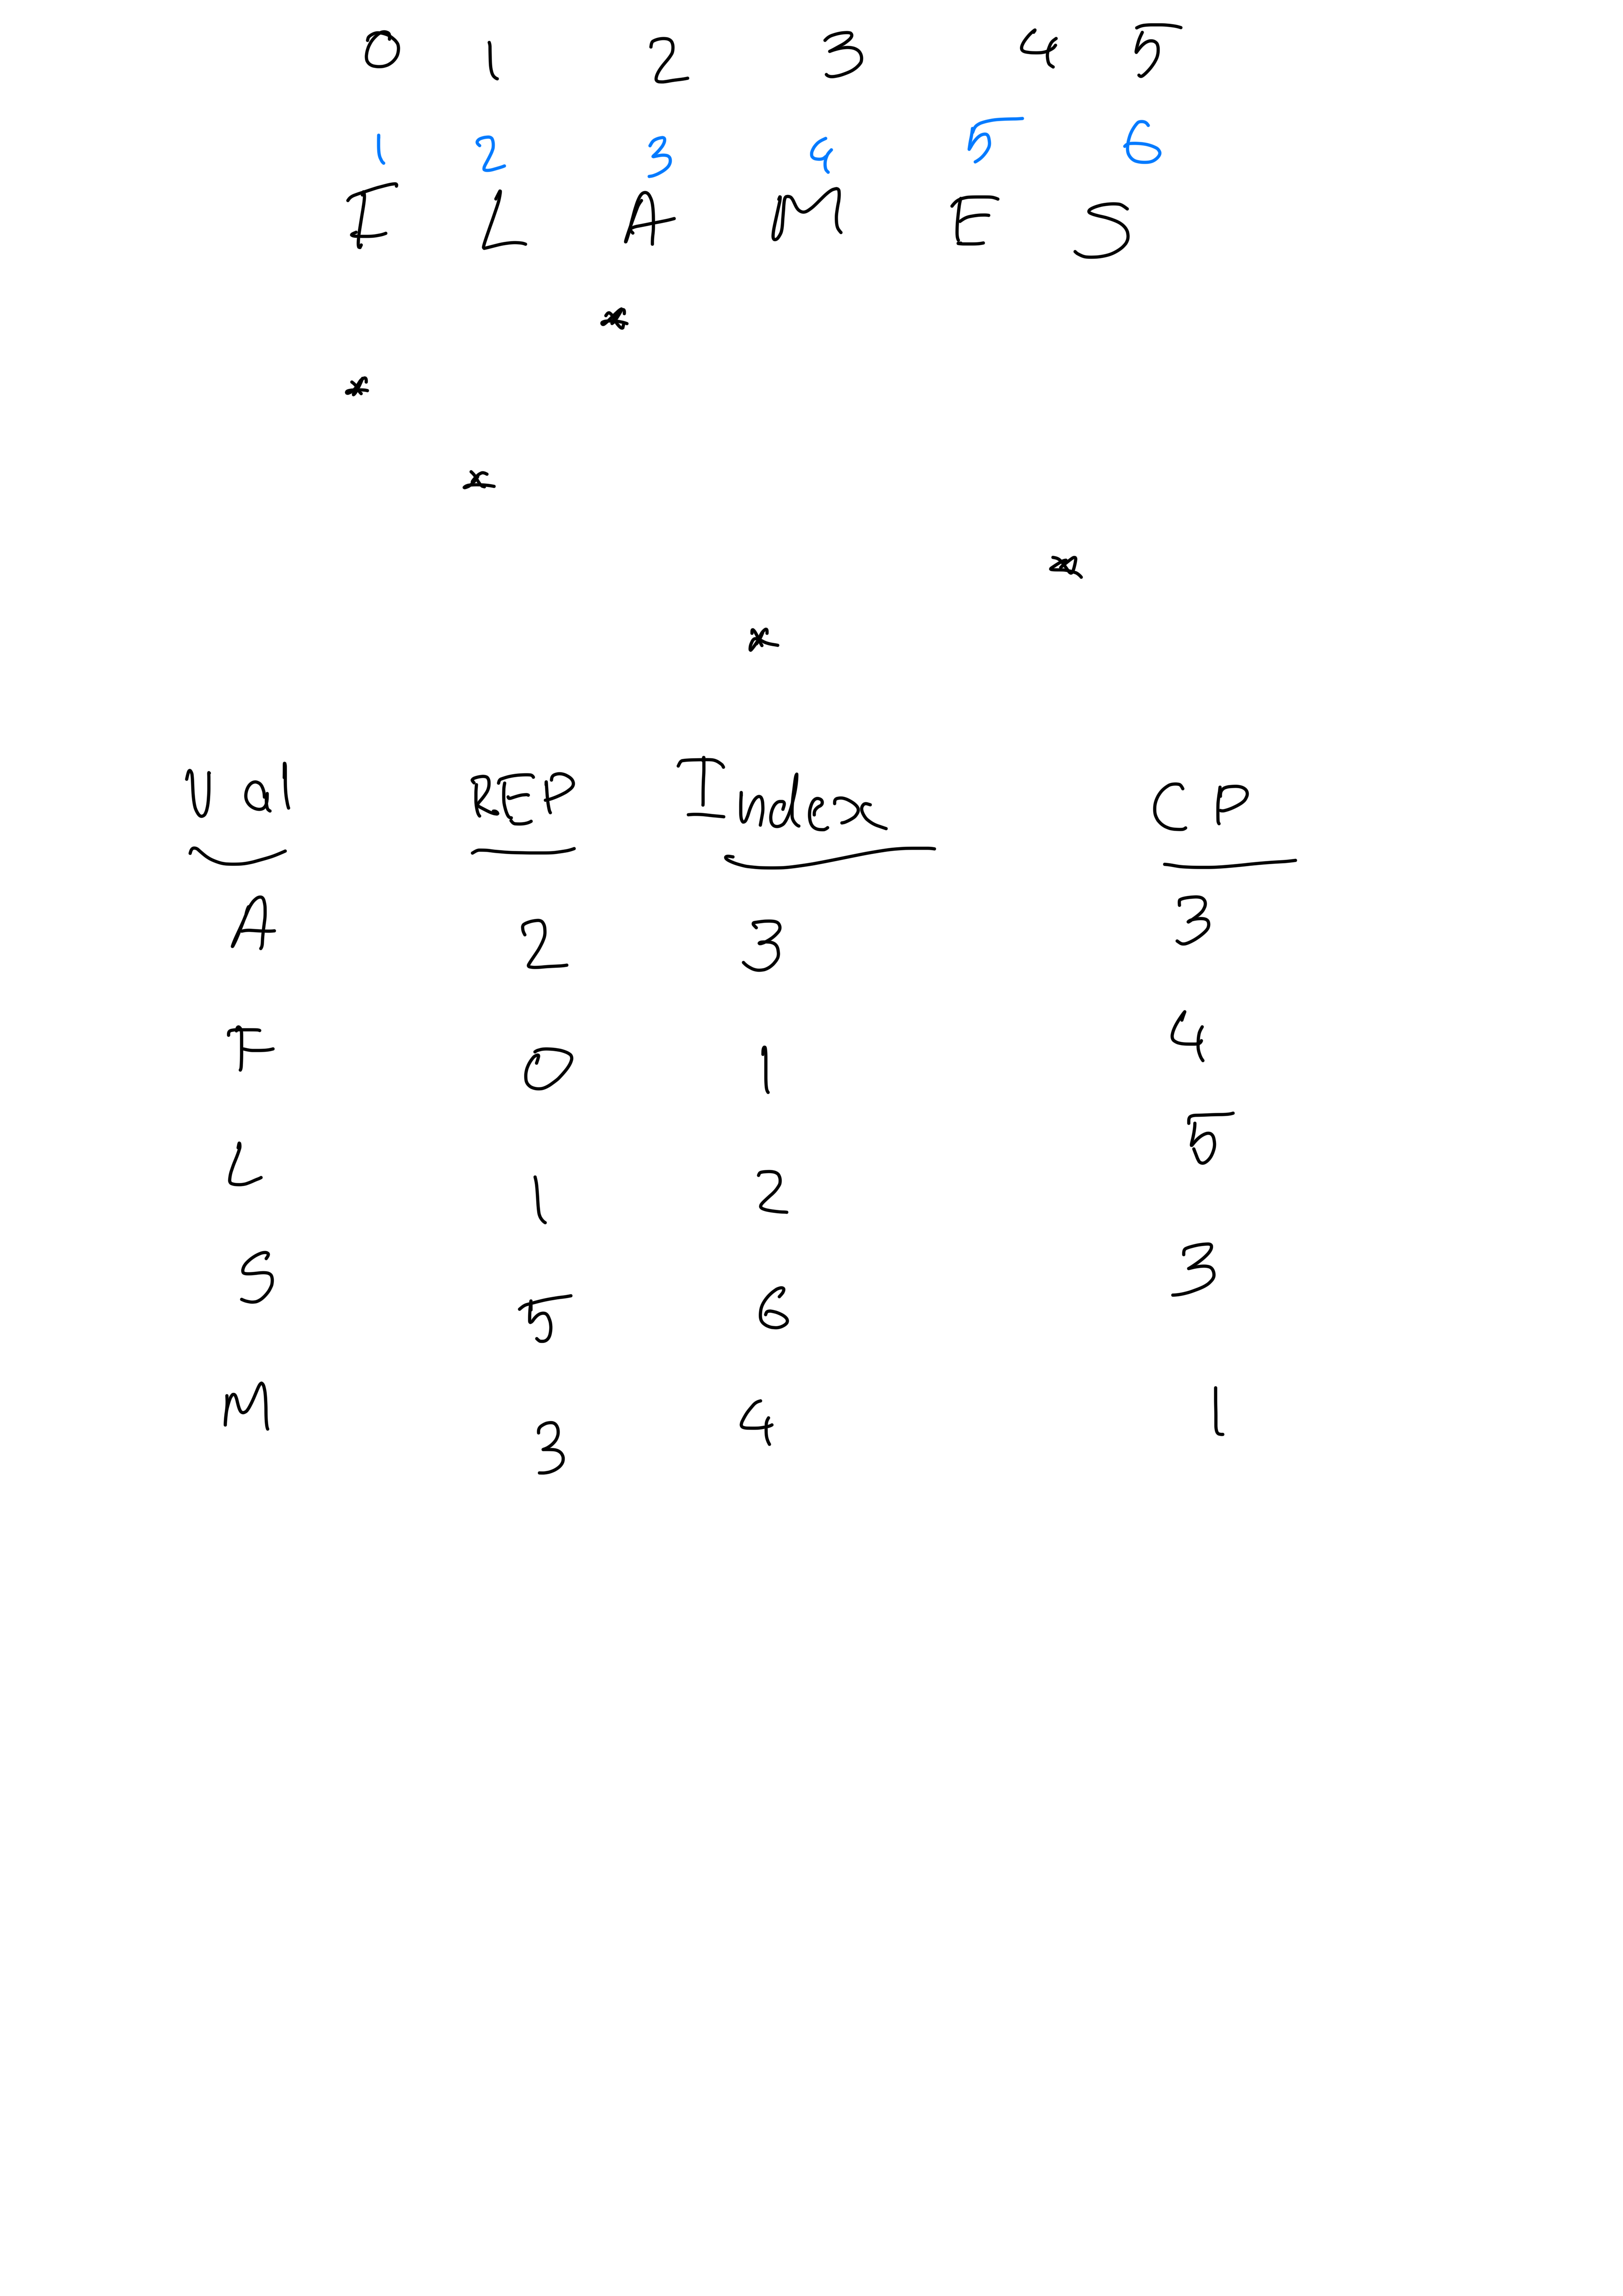 0 1 2 3 4 5
1 2 3 4 5 6
F L A M E S
*
*
*
*
*
Val REP Index CP
A 2 3 3
F 0 1 4
L 1 2 5
S 5 6 3
M 3 4 1